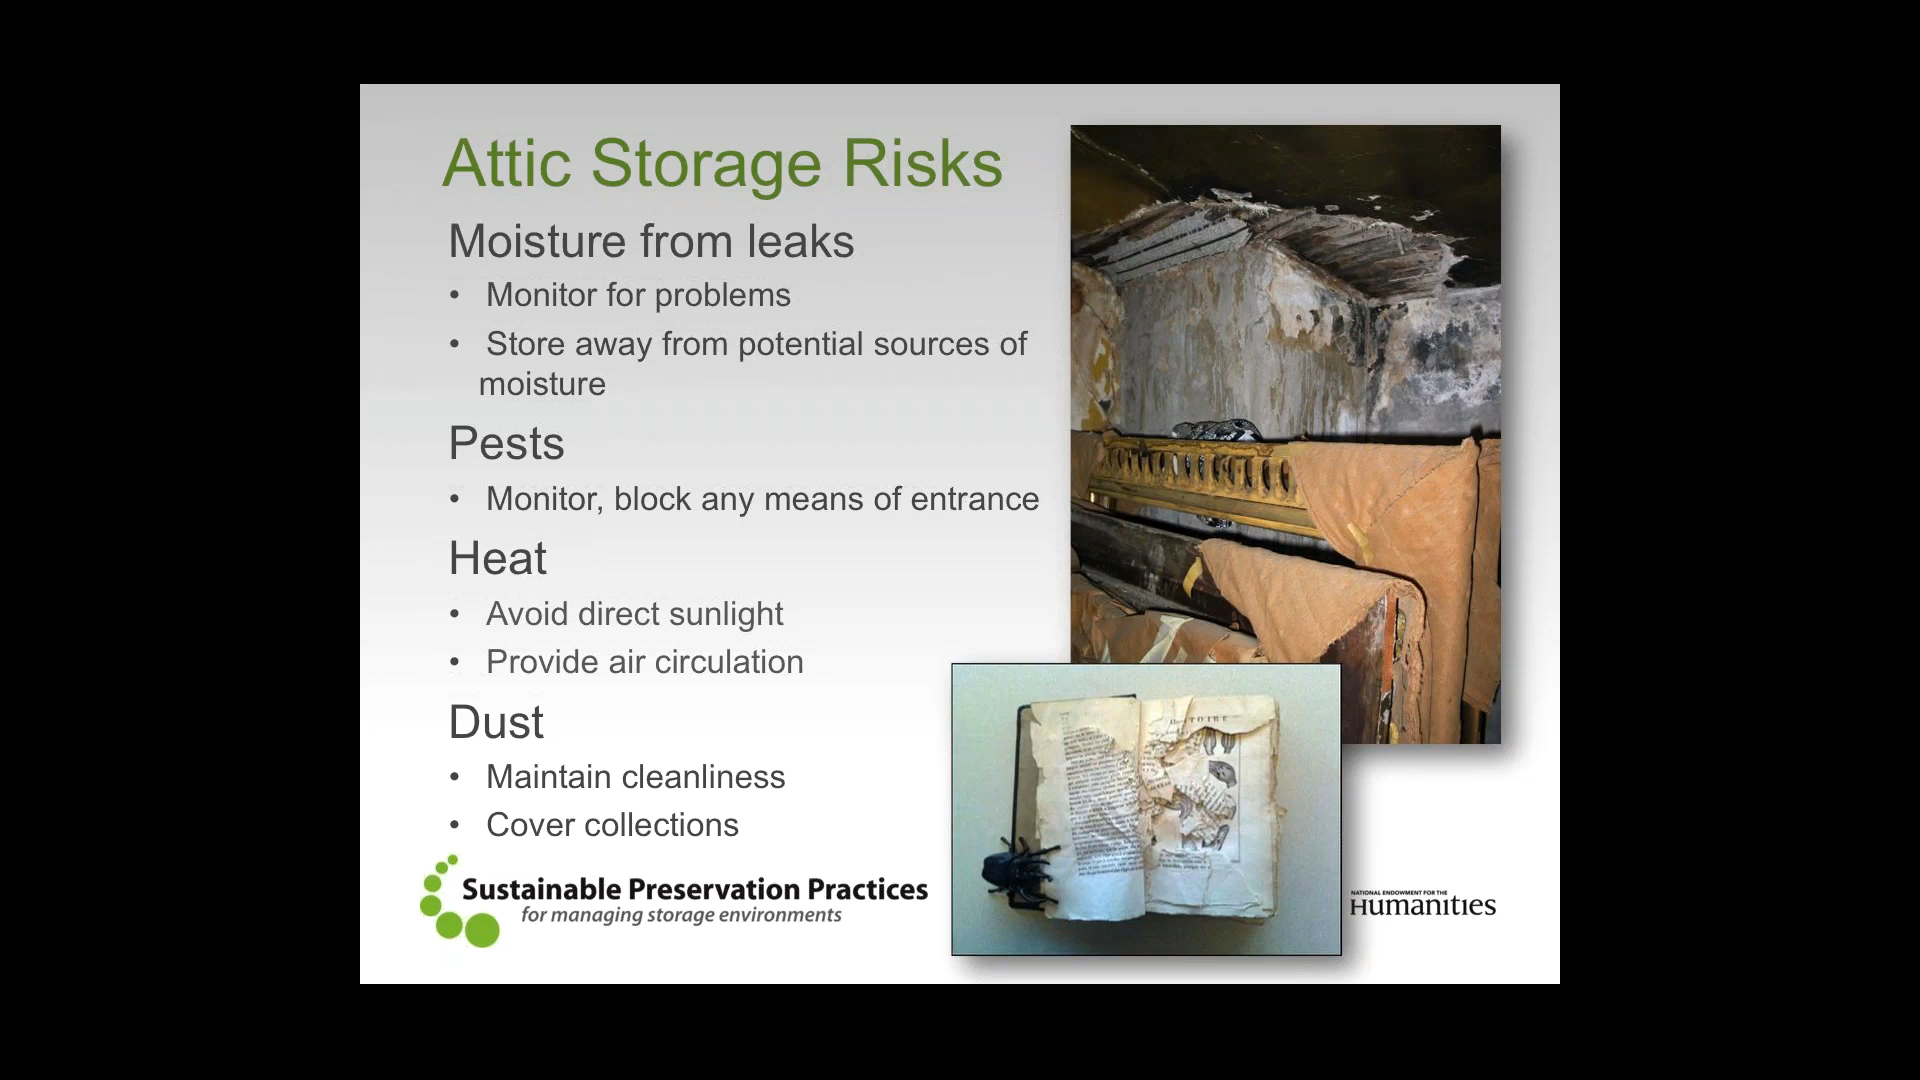 Attic Storage Risks
Moisture from leaks
• Monitor for problems
• Store away from potential sources of
moisture
Pests
• Monitor, block any means of entrance
Heat
• Avoid direct sunlight
• Provide air circulation
Dust
• Maintain cleanliness
• Cover collections
Sustainable Preservation Practices
for managing storage environments
NATIONAL ENDOWMENT FOR THE
Humanities